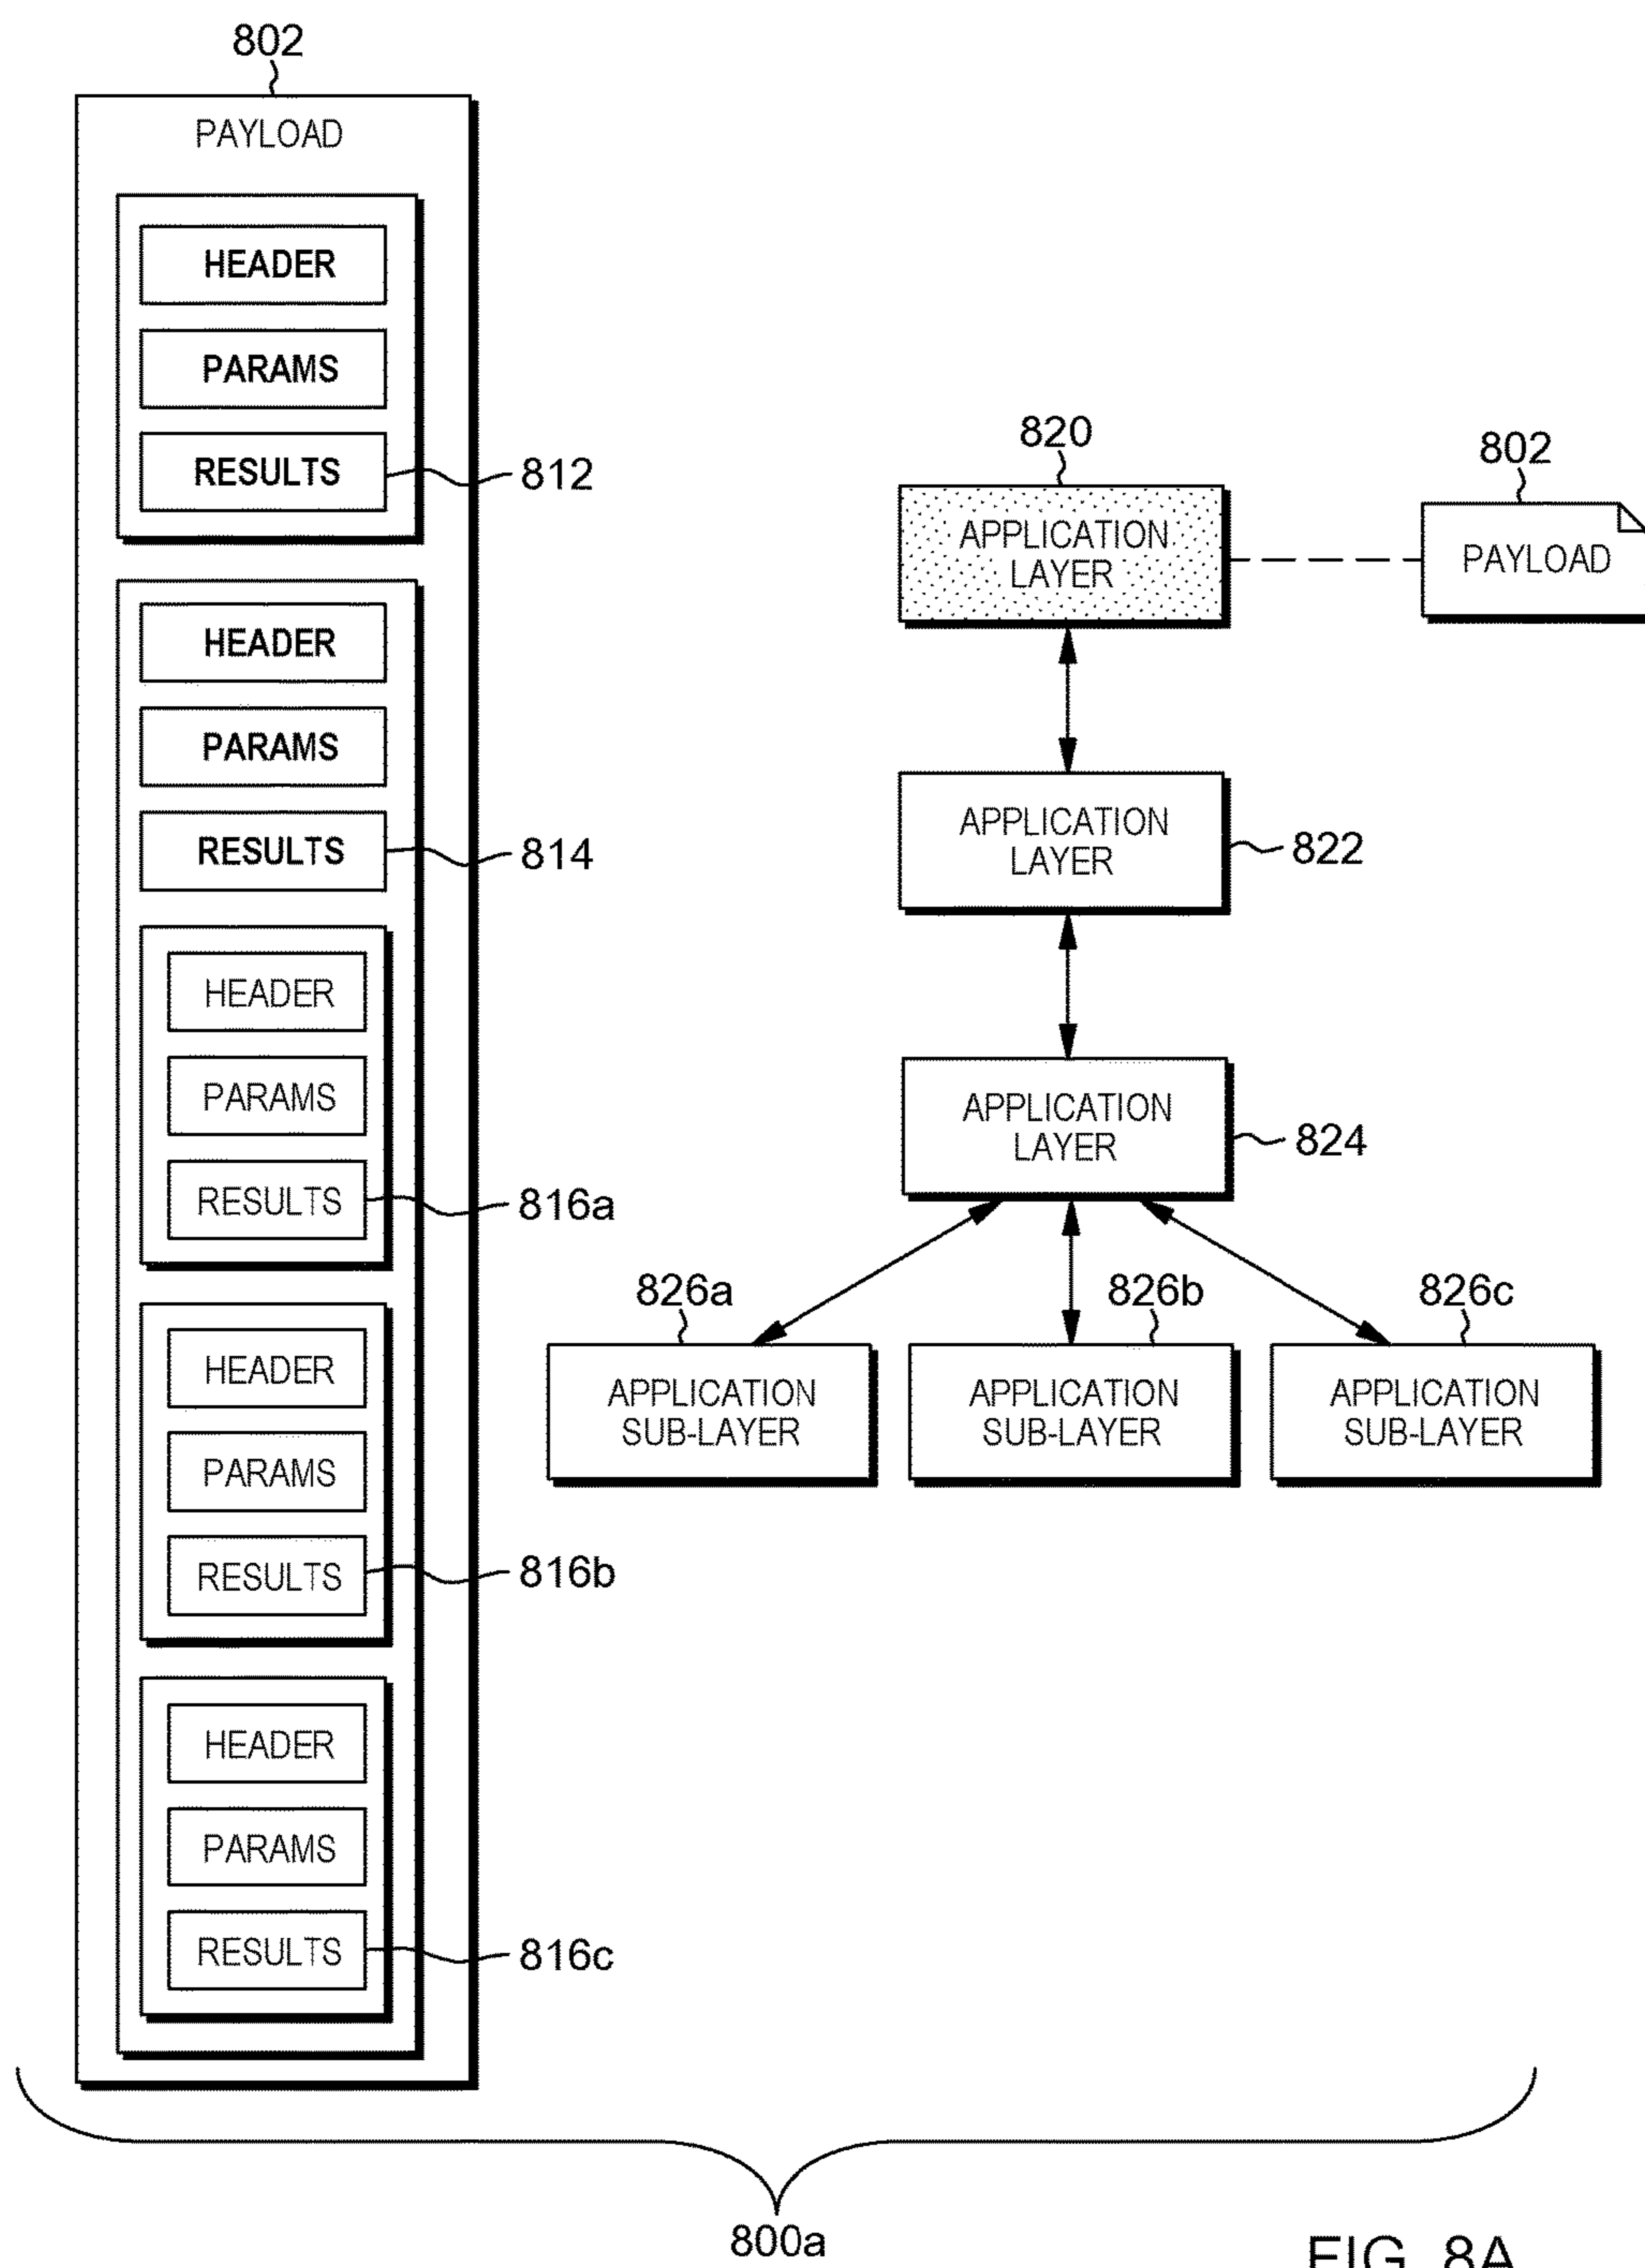 802
PAYLOAD
HEADER
PARAMS
RESULTS
812
HEADER
PARAMS
RESULTS
814
HEADER
PARAMS
RESULTS
816a
HEADER
PARAMS
RESULTS
816b
HEADER
PARAMS
RESULTS
816c
820
APPLICATION
LAYER
802
PAYLOAD
APPLICATION
LAYER
822
APPLICATION
LAYER
824
826a
APPLICATION
SUB-LAYER
826b
APPLICATION
SUB-LAYER
826c
APPLICATION
SUB-LAYER
800a
FIG. 8A